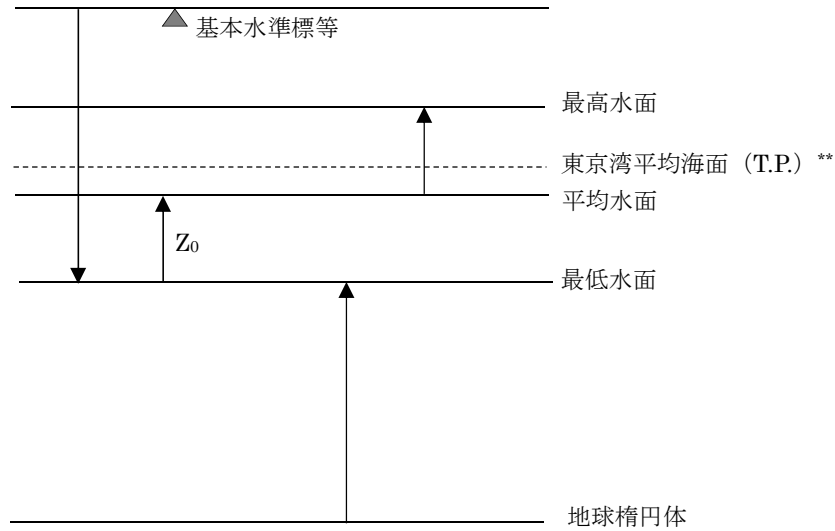 基本水準標等
最高水面
東京湾平均海面（T.P.）**
平均水面
Z₀
最低水面
地球楕円体